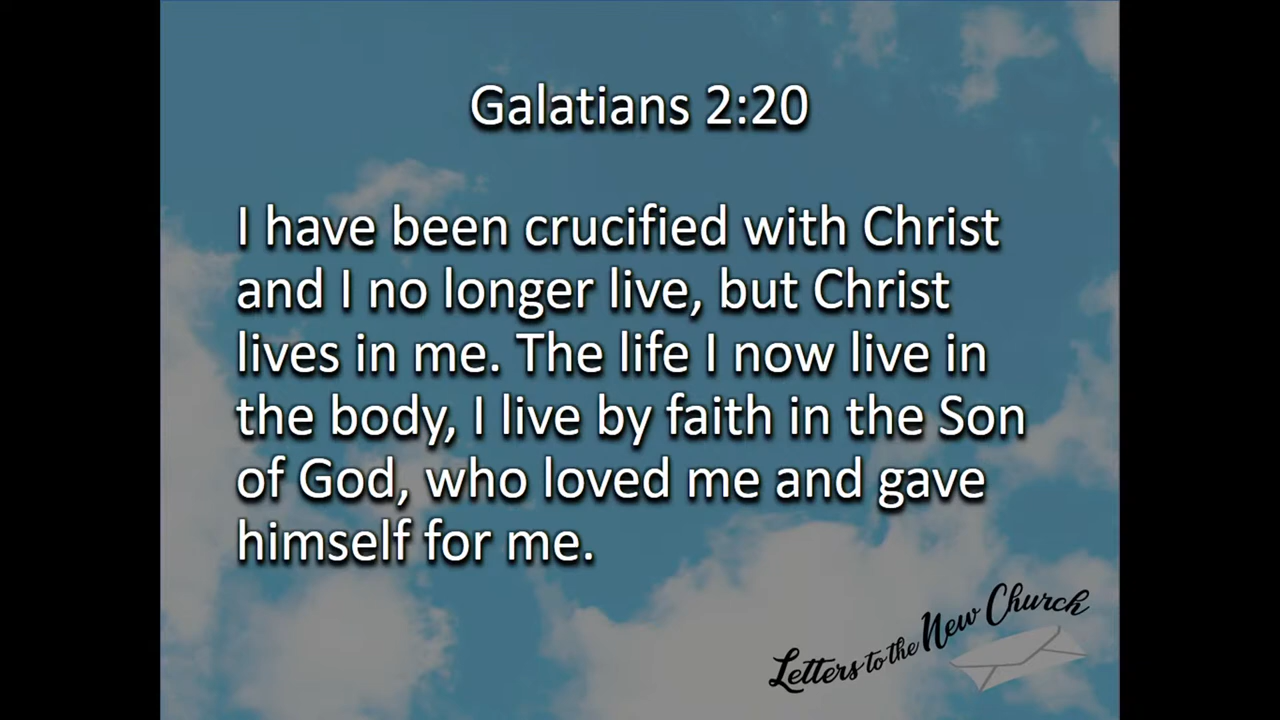 Galatians 2:20
I have been crucified with Christ
and I no longer live, but Christ
lives in me. The life I now live in
the body, I live by faith in the Son
of God, who loved me and gave
himself for me.
Letters to the New Church